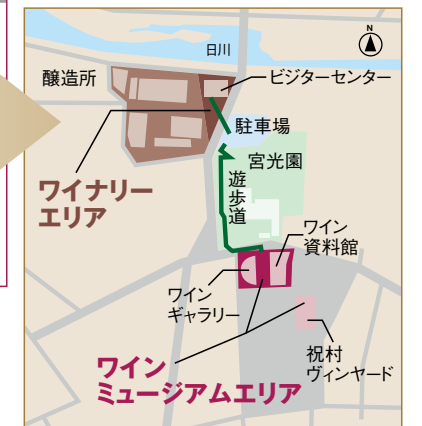 N
日川
醸造所
ビジターセンター
駐車場
宮光園
遊歩道
ワイナリー
エリア
ワイン
資料館
ワイン
ギャラリー
祝村
ヴィンヤード
ワイン
ミュージアムエリア